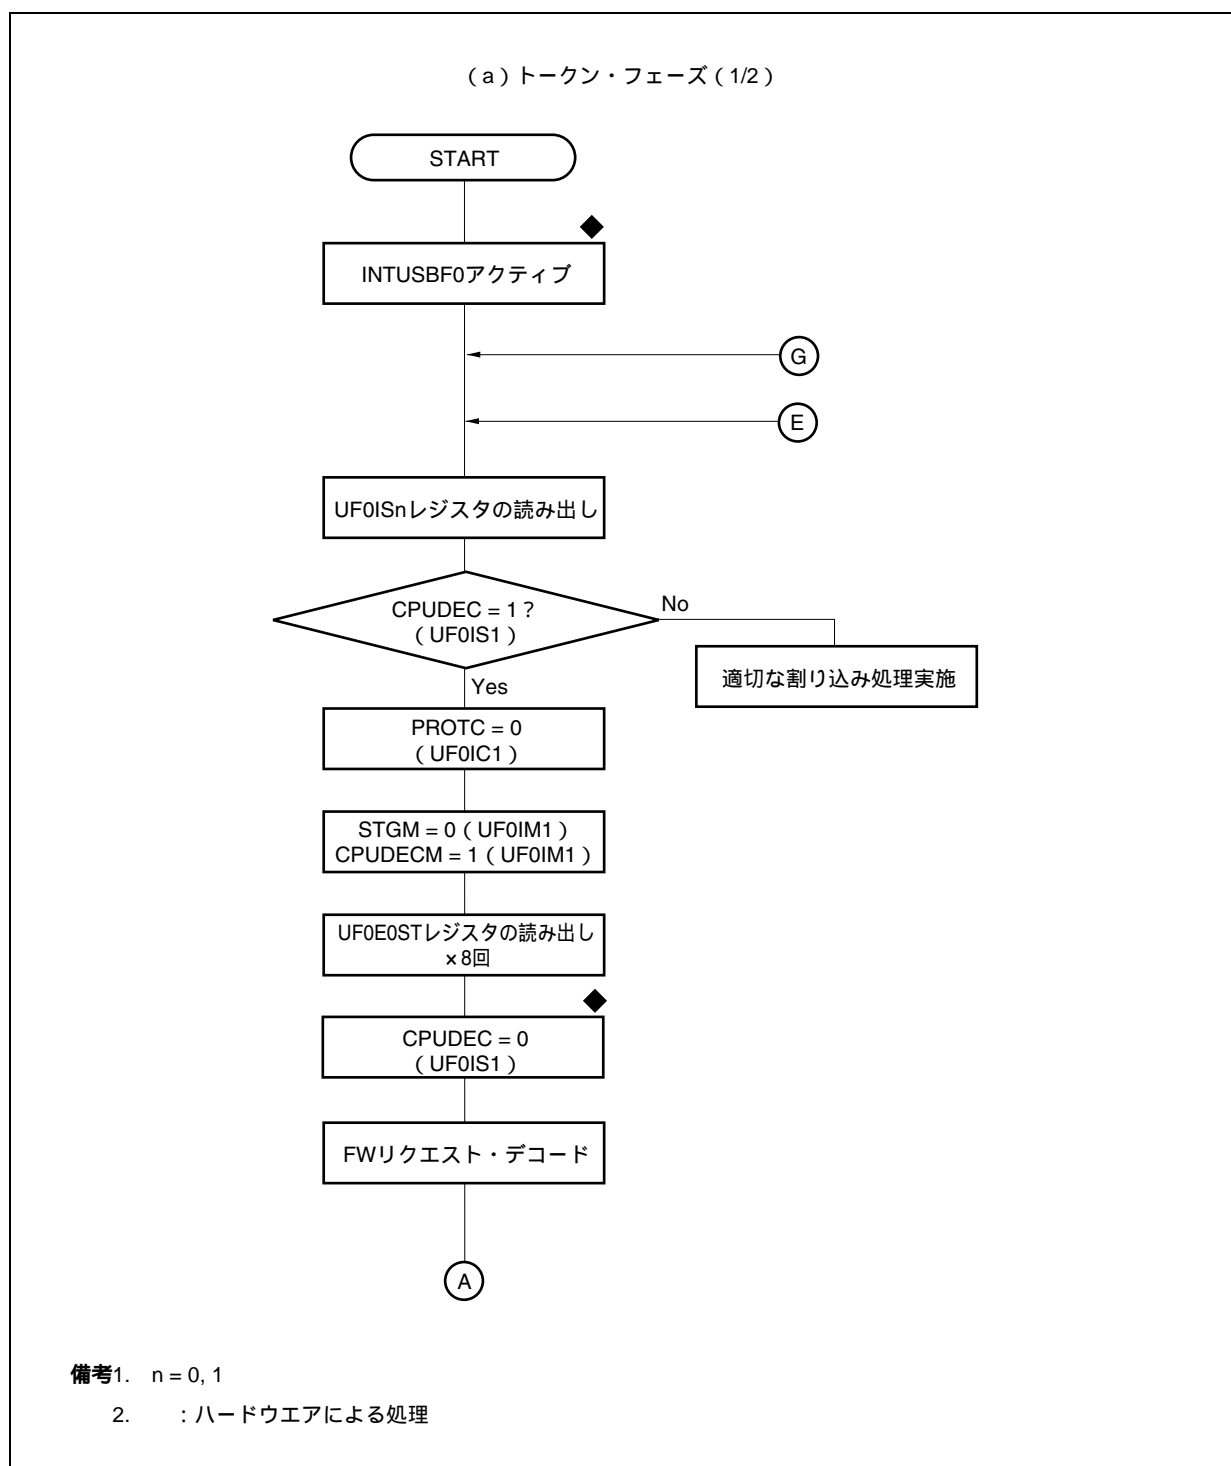 （a）トークン・フェーズ（1/2）
START
INTUSBF0アクティブ
G
E
UF0ISnレジスタの読み出し
CPUDEC = 1？
（UF0IS1）
No
適切な割り込み処理実施
Yes
PROTC = 0
（UF0IC1）
STGM = 0（UF0IM1）
CPUDECM = 1（UF0IM1）
UF0E0STレジスタの読み出し
×8回
CPUDEC = 0
（UF0IS1）
FWリクエスト・デコード
A
備考1. n = 0, 1
2. ：ハードウエアによる処理